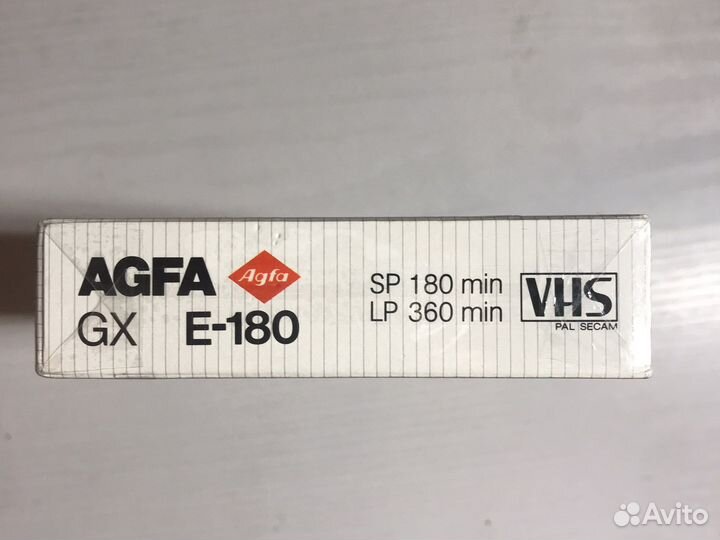 AGFA Agfa
GX E-180
SP 180 min
LP 360 min
VHS
PAL SECAM
Avito